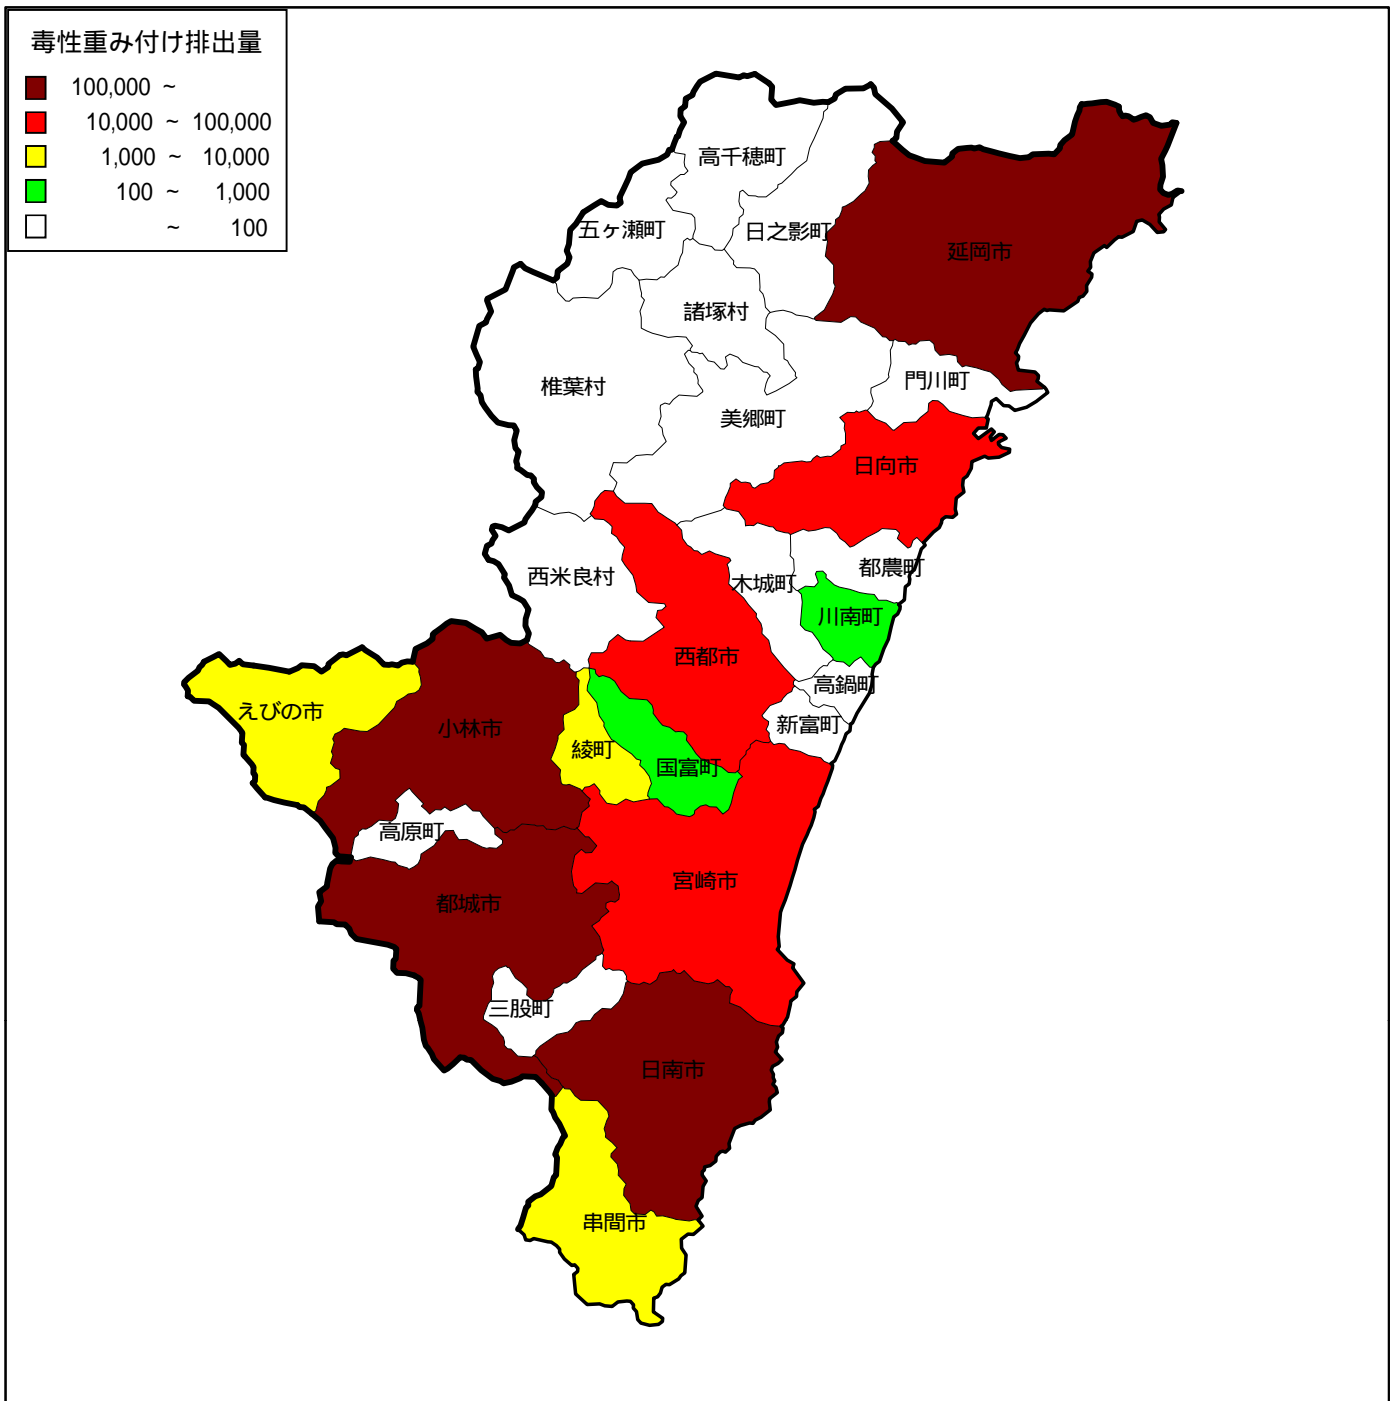 毒性重み付け排出量
100,000 ~
10,000 ~ 100,000
1,000 ~ 10,000
100 ~ 1,000
~ 100
高千穂町
五ヶ瀬町
日之影町
延岡市
諸塚村
椎葉村
門川町
美郷町
日向市
西米良村
木城町
都農町
川南町
西都市
高鍋町
えびの市
小林市
新富町
綾町
国富町
高原町
宮崎市
都城市
三股町
日南市
串間市